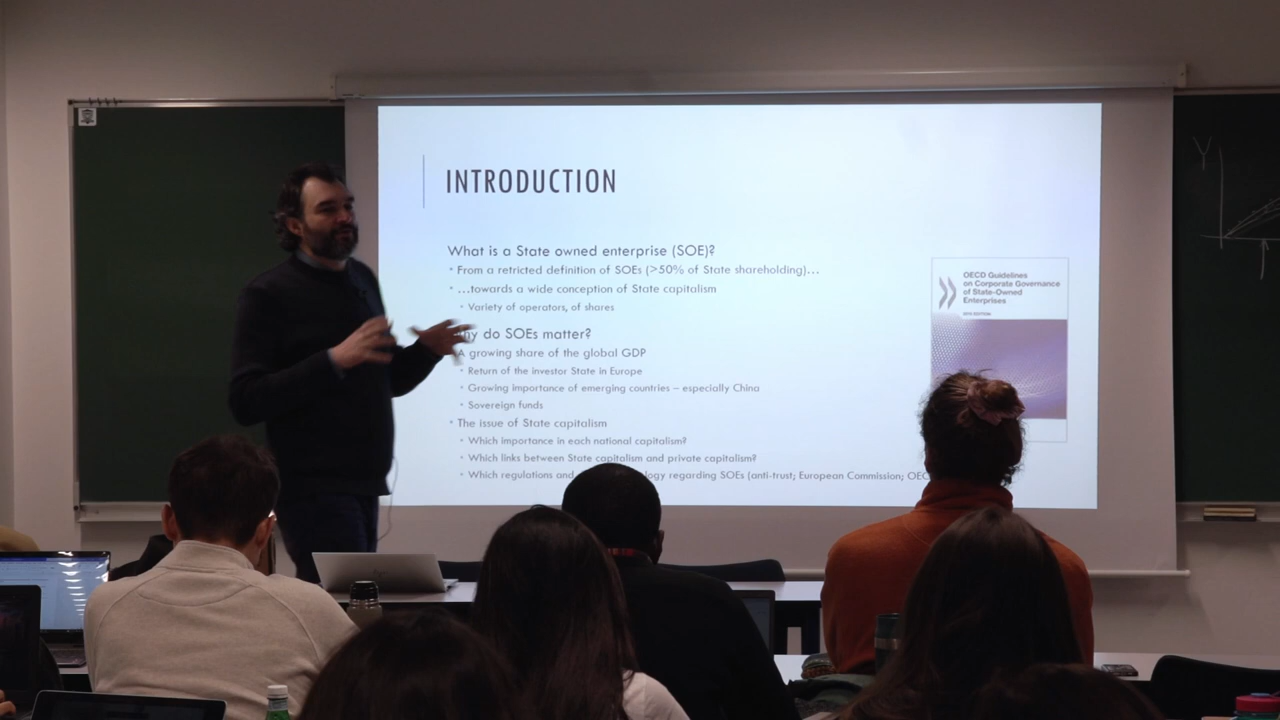 INTRODUCTION
What is a State owned enterprise (SOE)?
• From a retricted definition of SOEs (>50% of State shareholding)...
• ...towards a wide conception of State capitalism
• Variety of operators, of shares
hy do SOEs matter?
A growing share of the global GDP
• Return of the investor State in Europe
• Growing importance of emerging countries – especially China
• Sovereign funds
• The issue of State capitalism
• Which importance in each national capitalism?
• Which links between State capitalism and private capitalism?
• Which regulations and logy regarding SOEs (anti-trust; European Commission; OEC
OECD Guidelines
on Corporate Governance
of State-Owned
Enterprises
Y